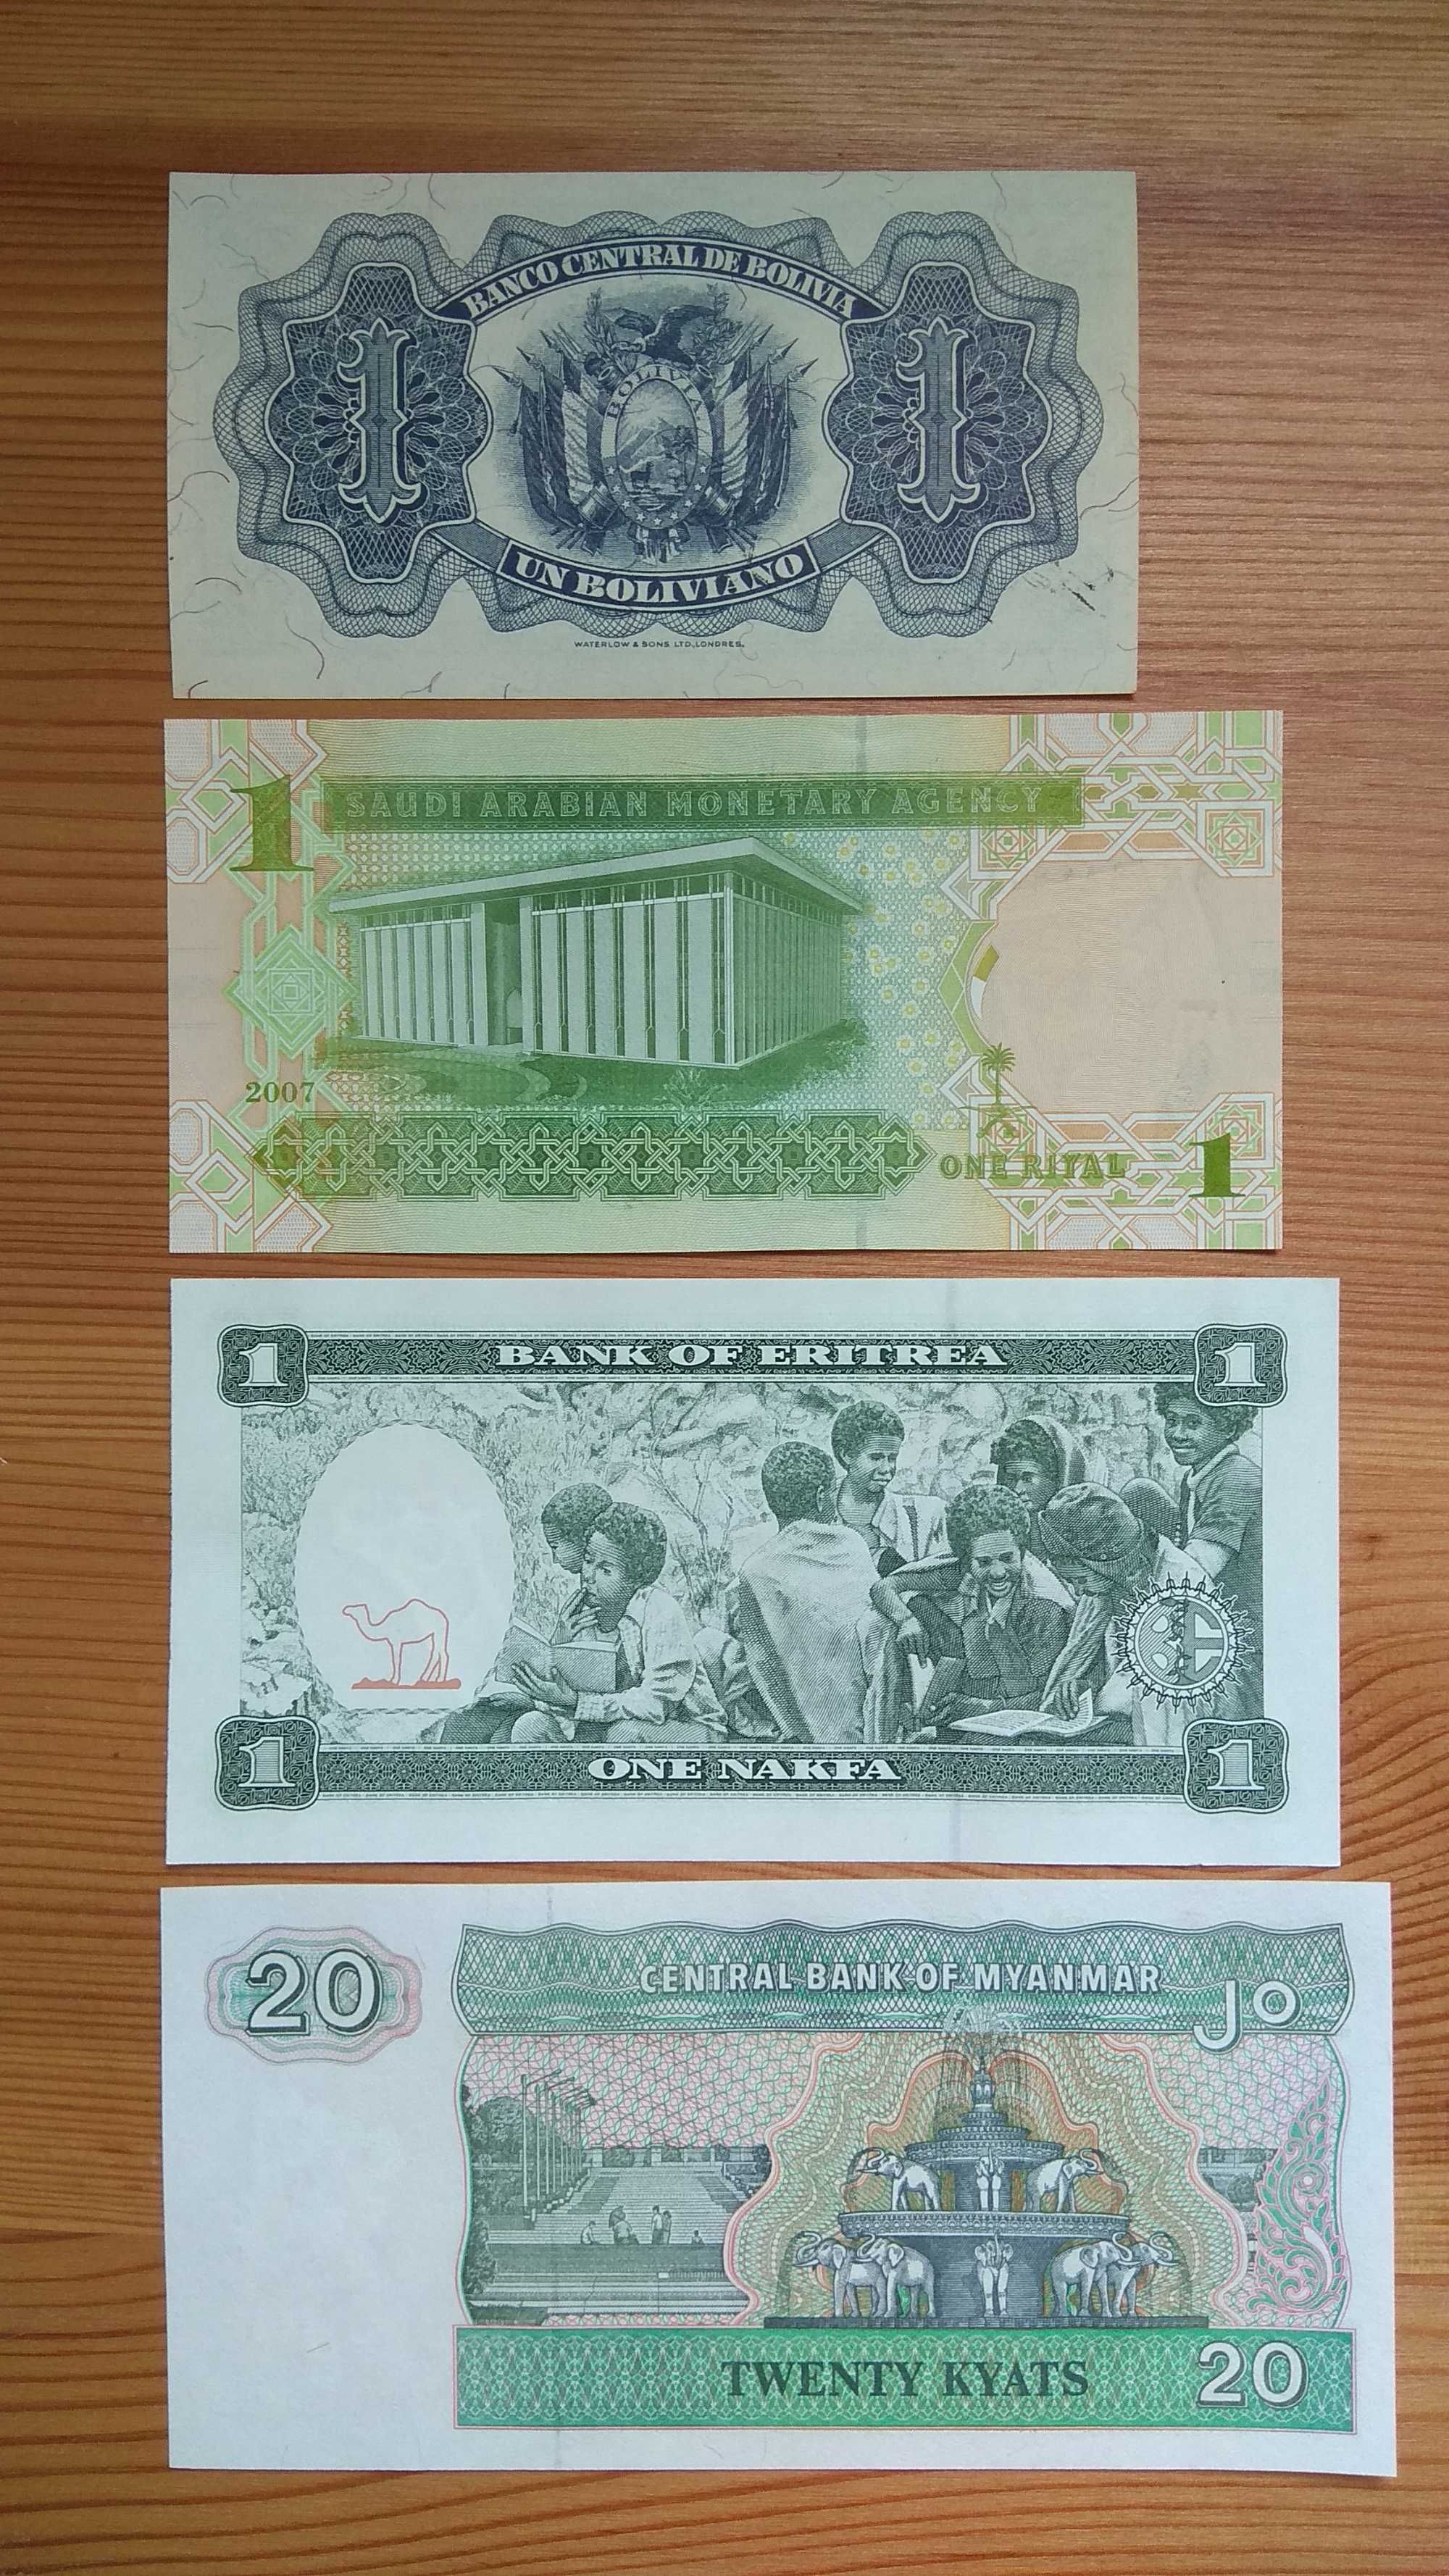 BANCO CENTRAL DE BOLIVIA
1 1
BOLIVIA
UN BOLIVIANO
WATERLOW & SONS LTD., LONDRES.
1 SAUDI ARABIAN MONETARY AGENCY
2007
ONE RIYAL 1
1 BANK OF ERITREA 1
1 ONE NAKFA 1
20 CENTRAL BANK OF MYANMAR ၂၀
TWENTY KYATS 20